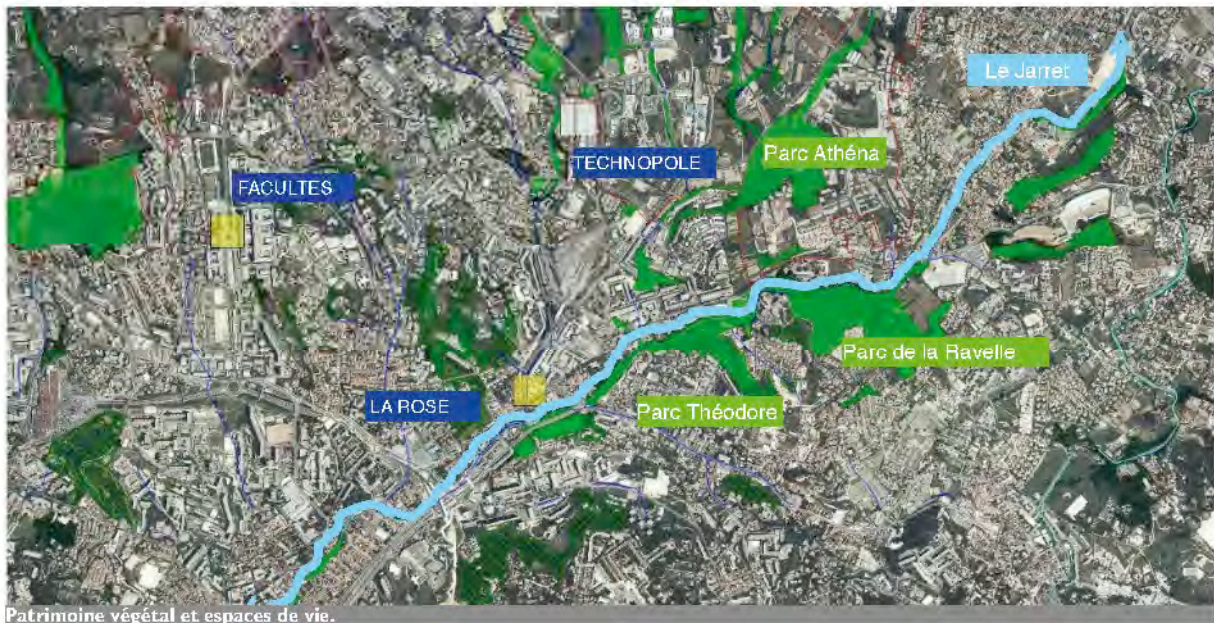 Le Jarret
TECHNOPOLE
Parc Athéna
FACULTES
Parc de la Ravelle
LA ROSE
Parc Théodore
Patrimoine végétal et espaces de vie.